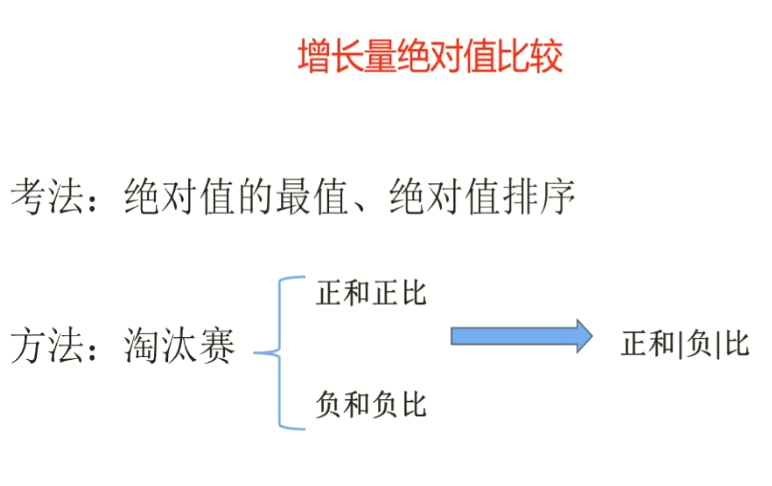 增长量绝对值比较
考法：绝对值的最值、绝对值排序
正和正比
方法：淘汰赛
正和|负|比
负和负比